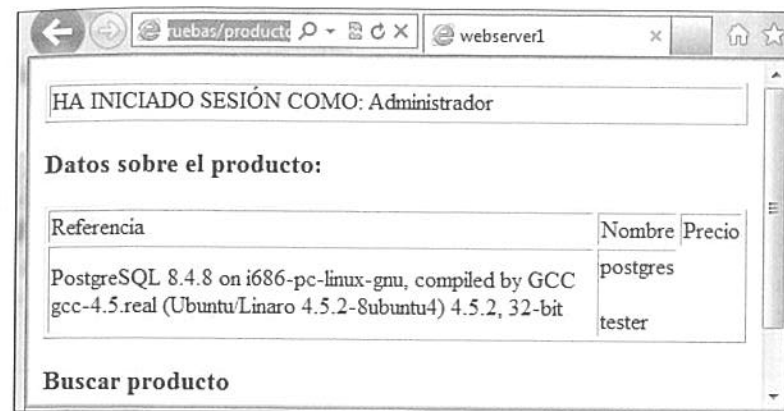 ruebas/producto
webserver1
HA INICIADO SESIÓN COMO: Administrador
Datos sobre el producto:
Referencia Nombre Precio
PostgreSQL 8.4.8 on i686-pc-linux-gnu, compiled by GCC
gcc-4.5.real (Ubuntu/Linaro 4.5.2-8ubuntu4) 4.5.2, 32-bit
postgres
tester
Buscar producto